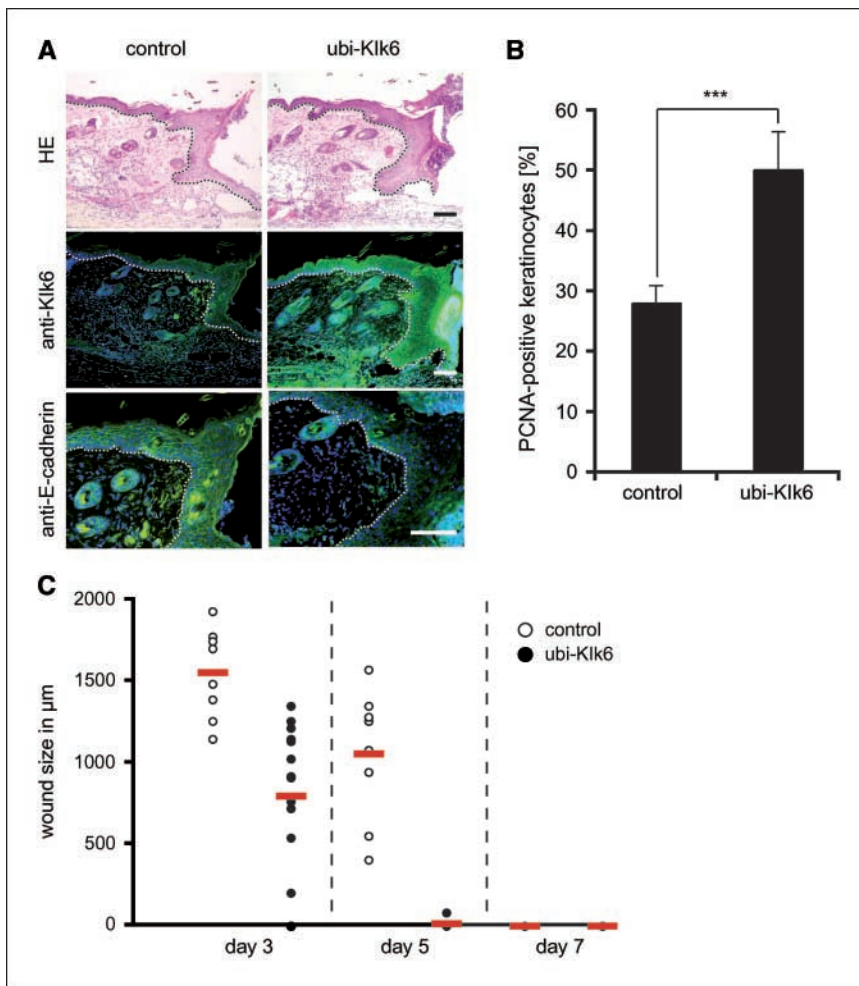 A
control
ubi-Klk6
HE
anti-Klk6
anti-E-cadherin
B
***
PCNA-positive keratinocytes [%]
60
50
40
30
20
10
0
control
ubi-Klk6
C
wound size in µm
2000
1500
1000
500
0
control
ubi-Klk6
day 3
day 5
day 7